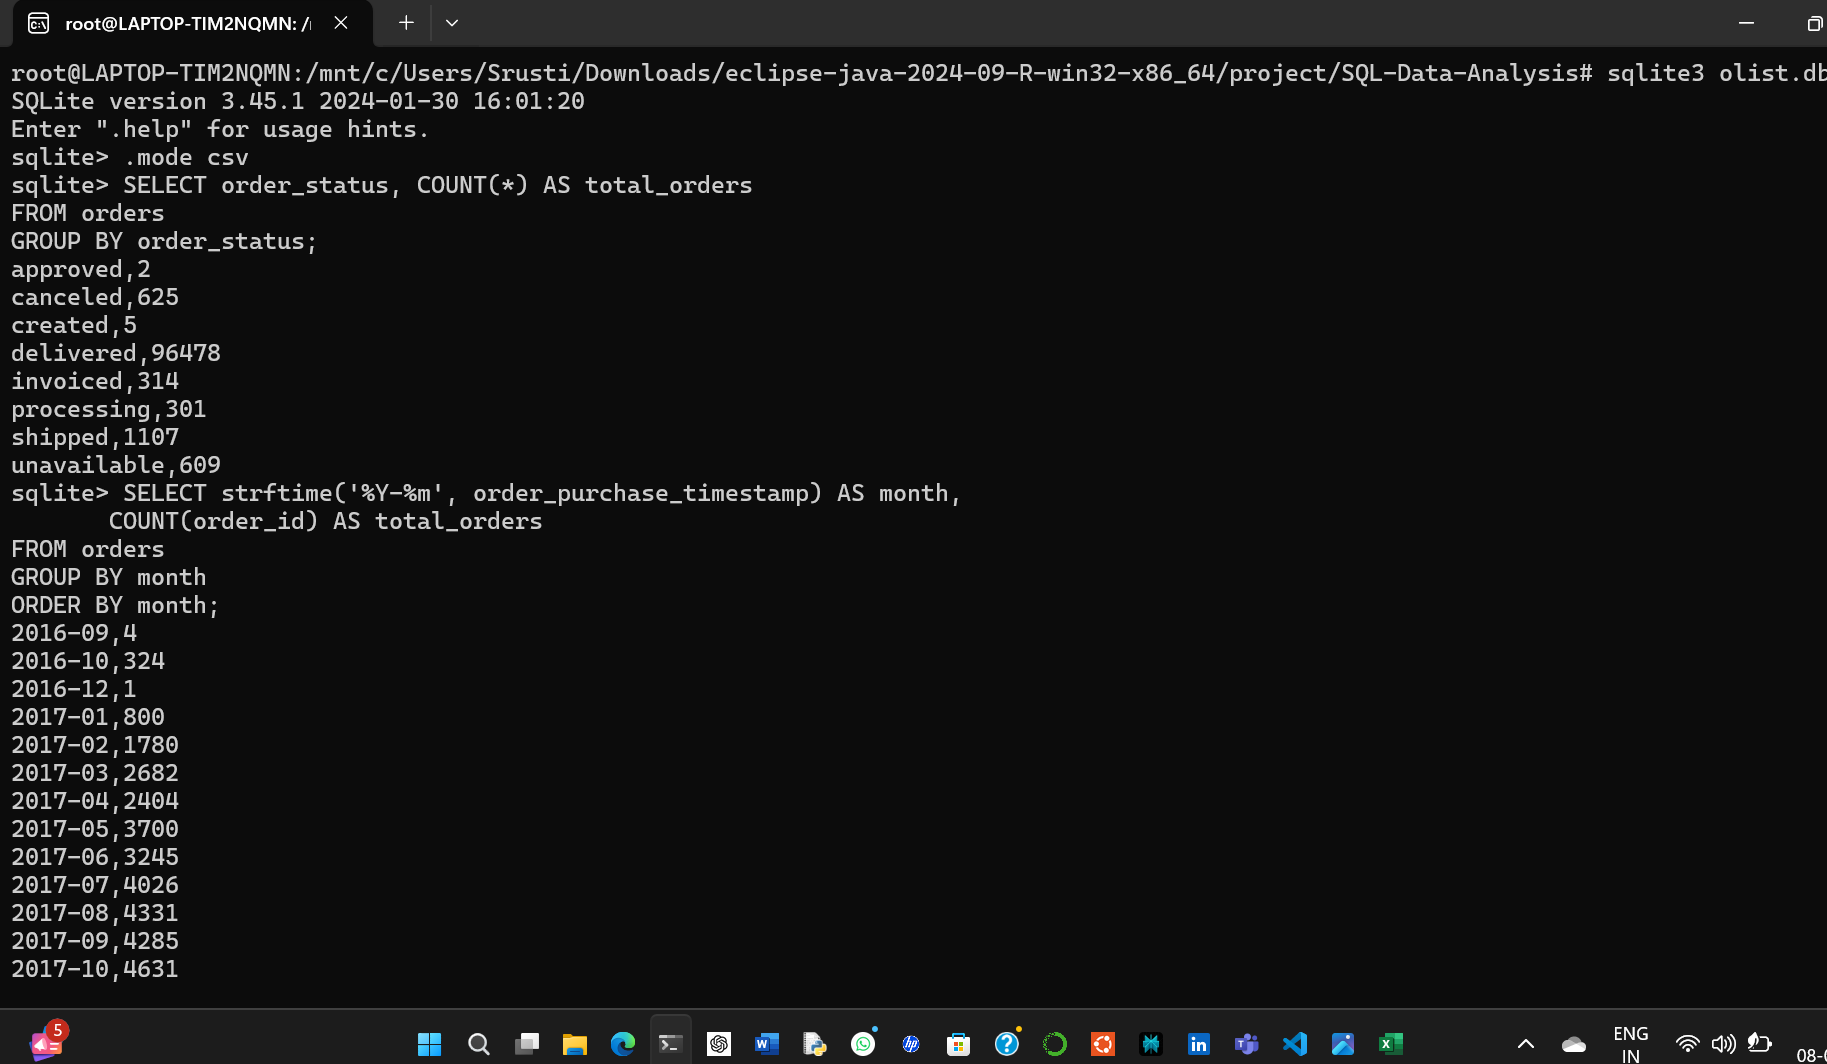 root@LAPTOP-TIM2NQMN: /
root@LAPTOP-TIM2NQMN:/mnt/c/Users/Srusti/Downloads/eclipse-java-2024-09-R-win32-x86_64/project/SQL-Data-Analysis# sqlite3 olist.db
SQLite version 3.45.1 2024-01-30 16:01:20
Enter ".help" for usage hints.
sqlite> .mode csv
sqlite> SELECT order_status, COUNT(*) AS total_orders
FROM orders
GROUP BY order_status;
approved,2
canceled,625
created,5
delivered,96478
invoiced,314
processing,301
shipped,1107
unavailable,609
sqlite> SELECT strftime('%Y-%m', order_purchase_timestamp) AS month,
       COUNT(order_id) AS total_orders
FROM orders
GROUP BY month
ORDER BY month;
2016-09,4
2016-10,324
2016-12,1
2017-01,800
2017-02,1780
2017-03,2682
2017-04,2404
2017-05,3700
2017-06,3245
2017-07,4026
2017-08,4331
2017-09,4285
2017-10,4631
5
ENG
IN
08-